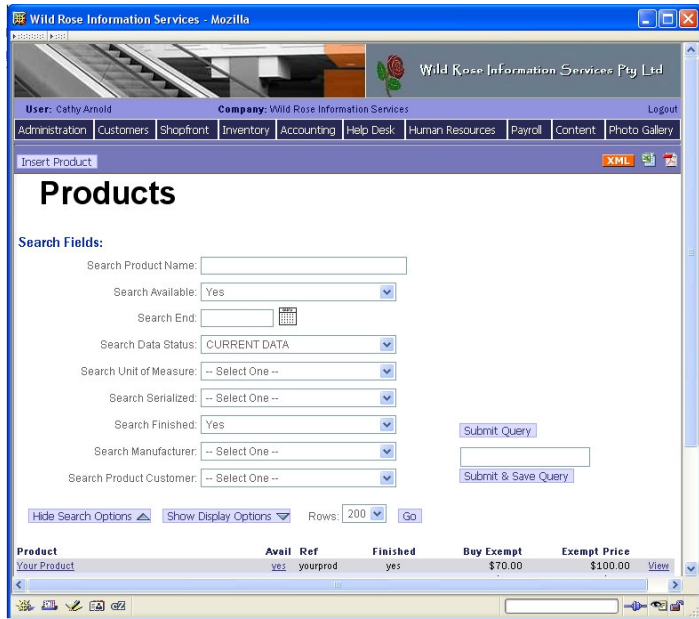 Wild Rose Information Services - Mozilla
Wild Rose Information Services Pty Ltd
User: Cathy Arnold Company: Wild Rose Information Services Logout
Administration Customers Shopfront Inventory Accounting Help Desk Human Resources Payroll Content Photo Gallery
Insert Product XML
Products
Search Fields:
Search Product Name:
Search Available: Yes
Search End:
Search Data Status: CURRENT DATA
Search Unit of Measure: -- Select One --
Search Serialized: -- Select One --
Search Finished: Yes
Submit Query
Search Manufacturer: -- Select One --
Search Product Customer: -- Select One --
Submit & Save Query
Hide Search Options Show Display Options Rows: 200 Go
Product Avail Ref Finished Buy Exempt Exempt Price
Your Product yes yourprod yes $70.00 $100.00 View